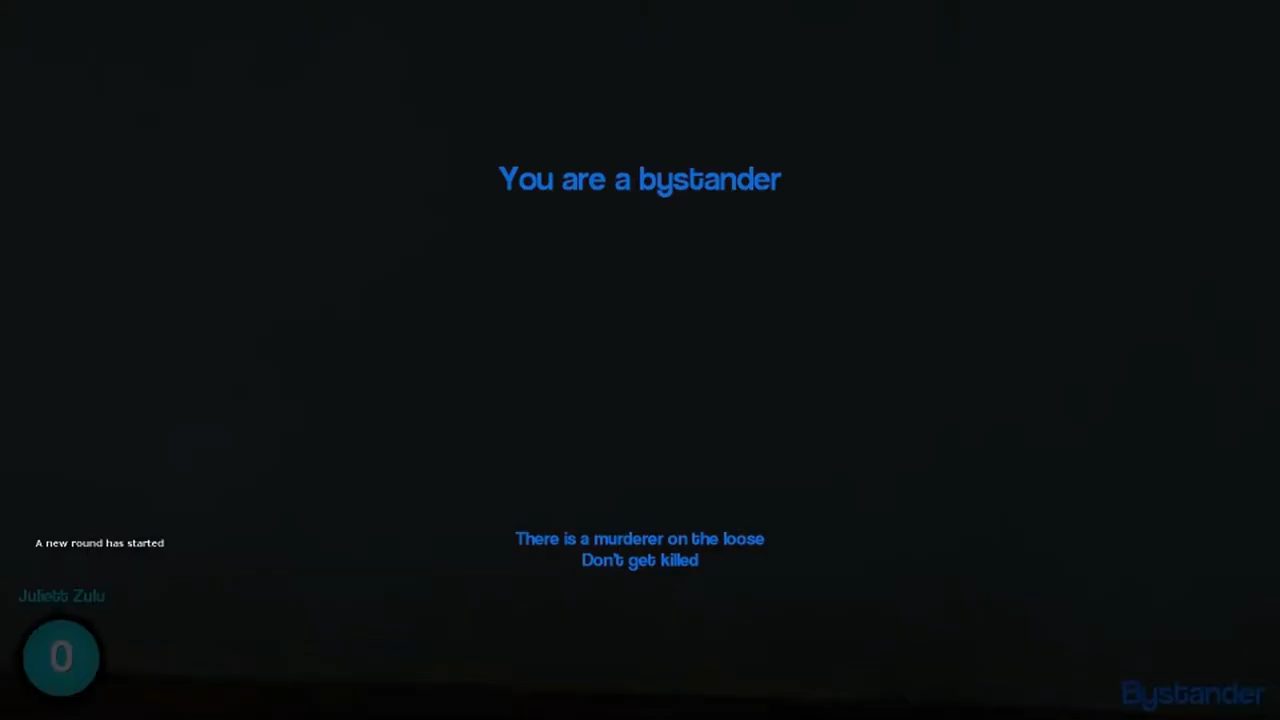 You are a bystander
There is a murderer on the loose
Don't get killed
A new round has started
Juliett Zulu
0
Bystander